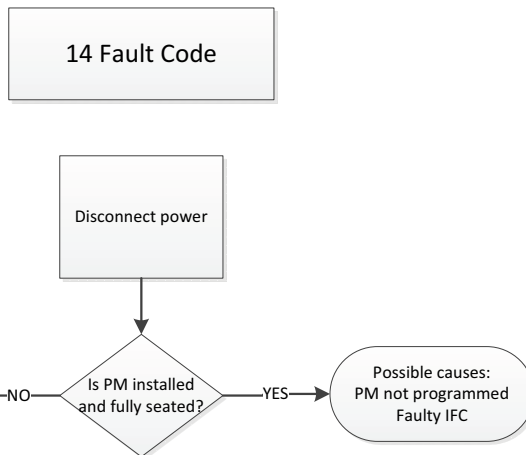 14 Fault Code
Disconnect power
Is PM installed
and fully seated?
NO
YES
Possible causes:
PM not programmed
Faulty IFC